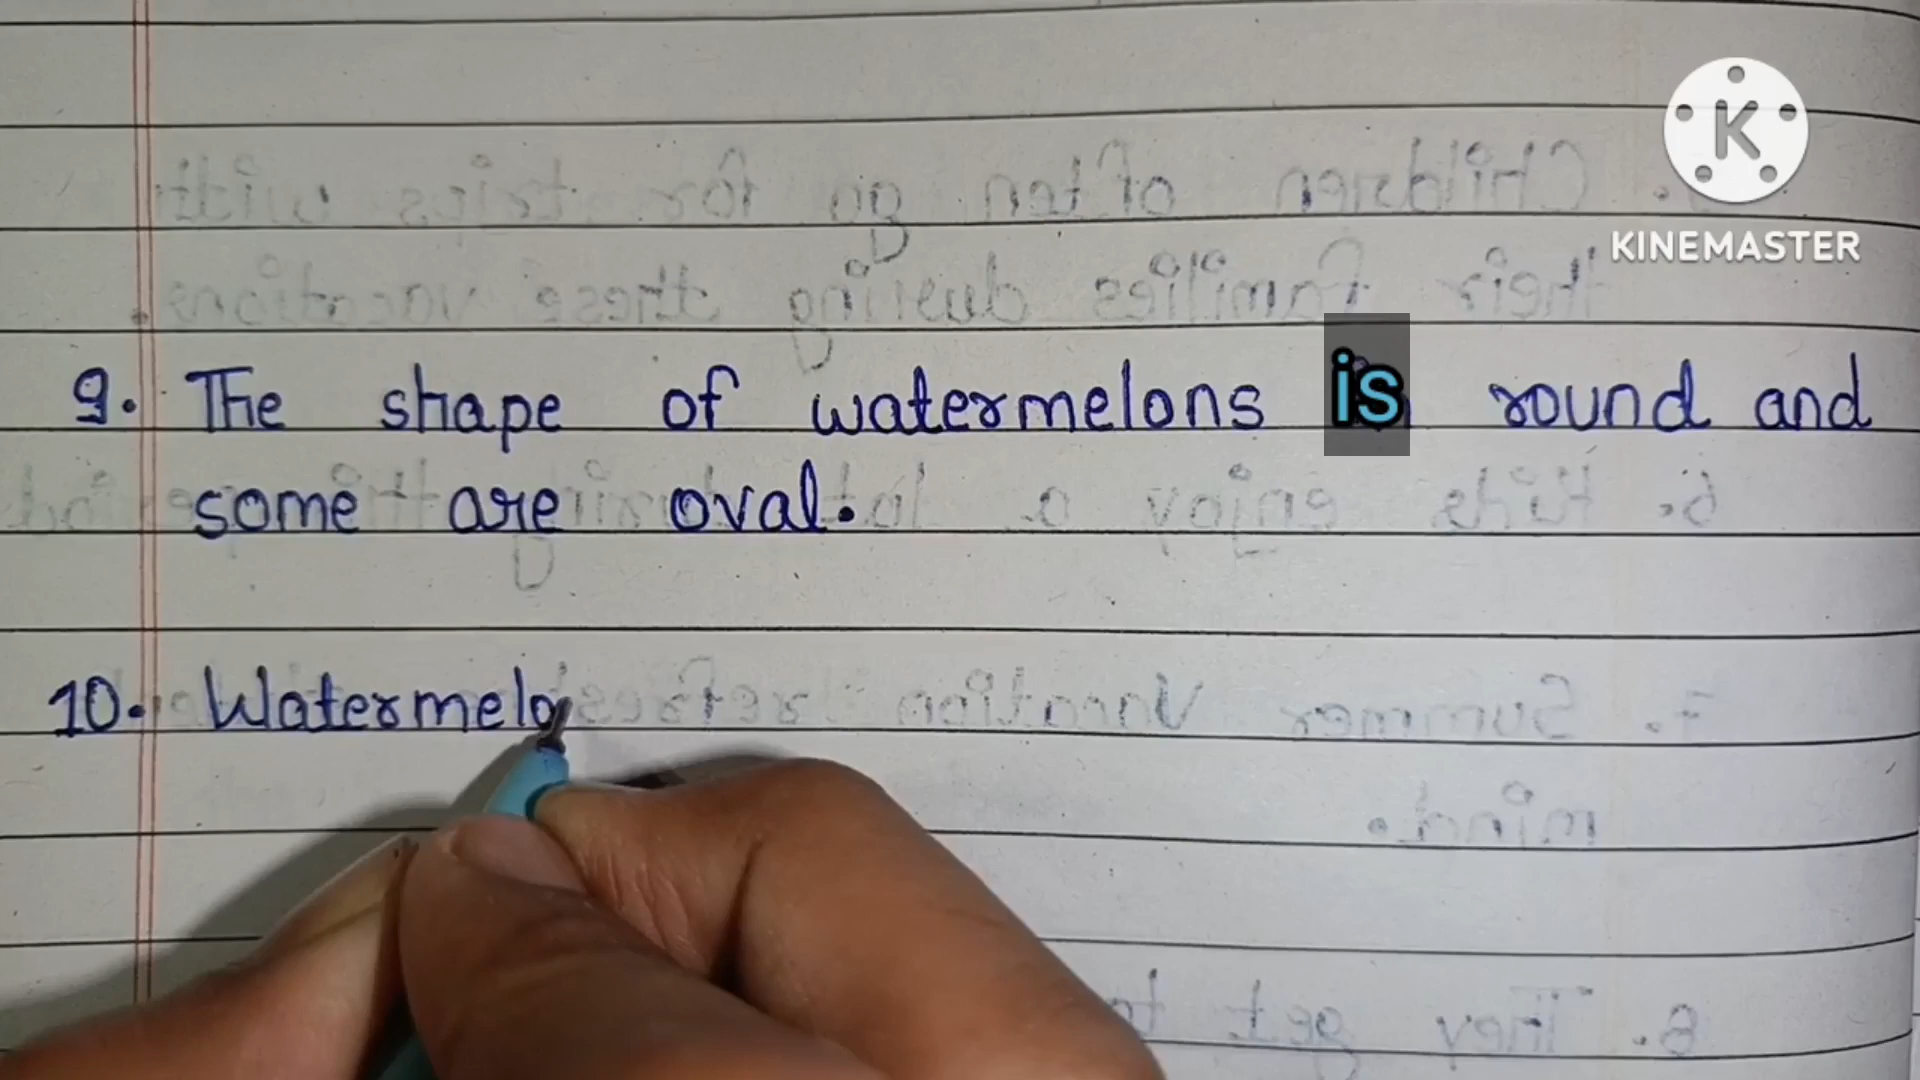 KINEMASTER
9. The shape of watermelons is round and
some are oval.
10. Watermelo